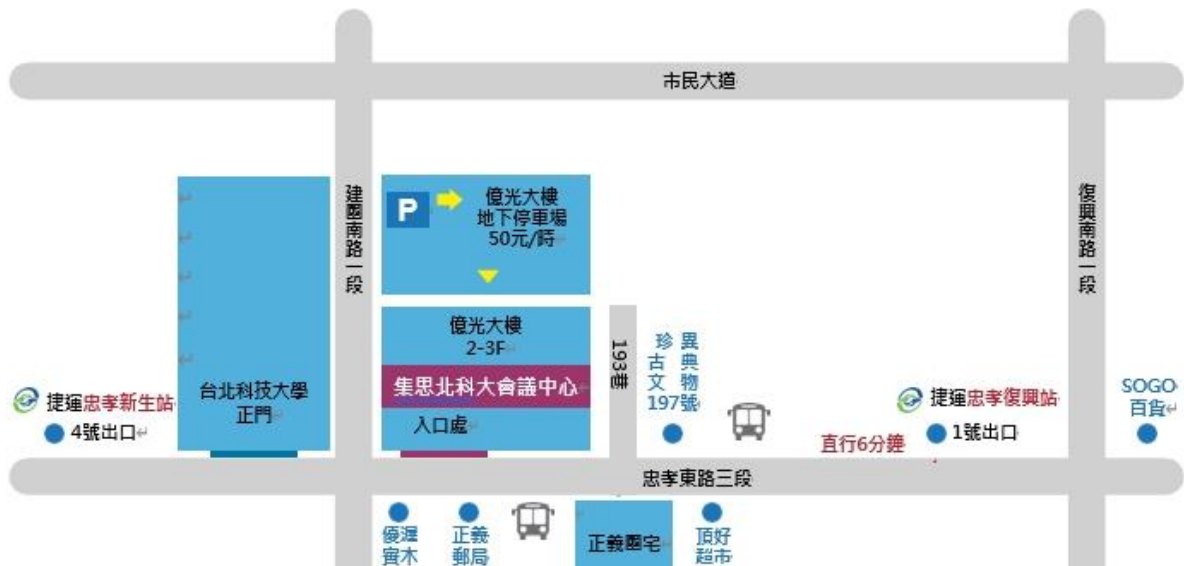 市民大道
建國南路一段
復興南路一段
P
億光大樓
地下停車場
50元/時
億光大樓
2-3F
集思北科大會議中心
入口處
193巷
珍古文
異典物
197號
台北科技大學
正門
捷運忠孝新生站
4號出口
捷運忠孝復興站
1號出口
直行6分鐘
SOGO
百貨
忠孝東路三段
優渥
實木
正義
郵局
正義國宅
頂好
超市